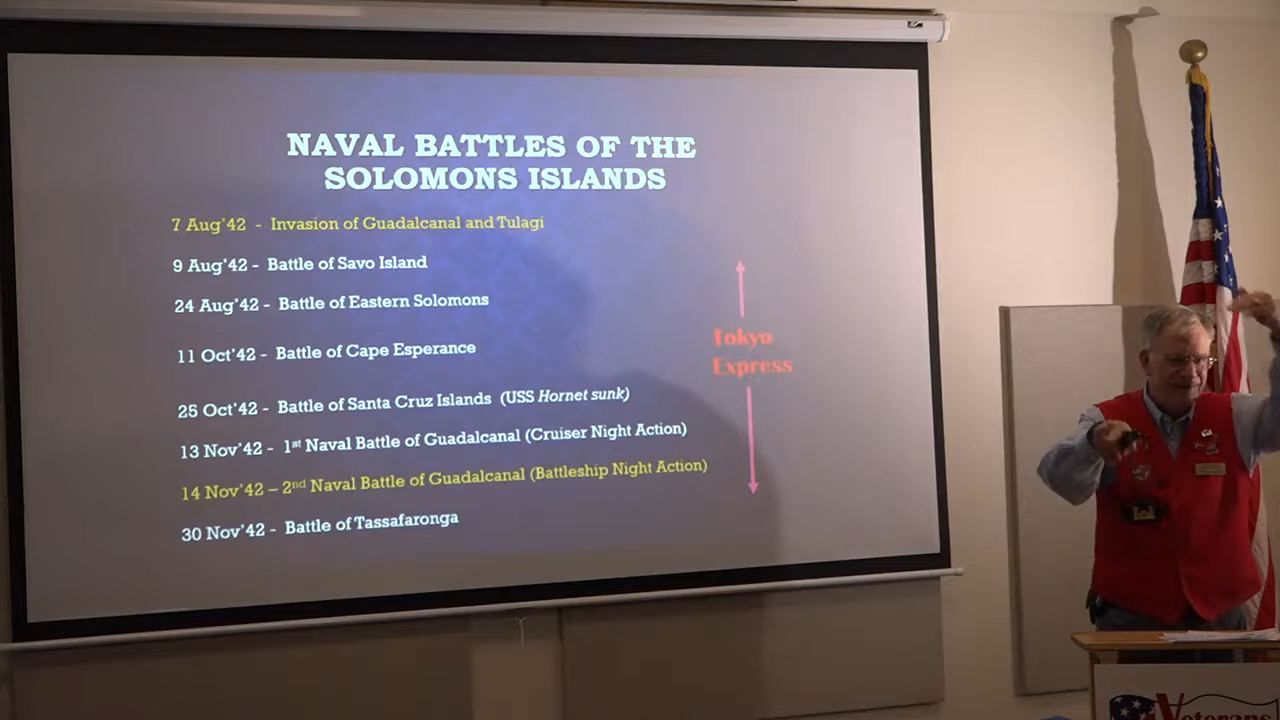 NAVAL BATTLES OF THE
SOLOMONS ISLANDS
7 Aug'42 - Invasion of Guadalcanal and Tulagi
9 Aug'42 - Battle of Savo Island
24 Aug'42 - Battle of Eastern Solomons
11 Oct'42 - Battle of Cape Esperance
25 Oct'42 - Battle of Santa Cruz Islands (USS Hornet sunk)
13 Nov'42 - 1st Naval Battle of Guadalcanal (Cruiser Night Action)
14 Nov'42 – 2nd Naval Battle of Guadalcanal (Battleship Night Action)
30 Nov'42 - Battle of Tassafaronga
Tokyo
Express
Veterans